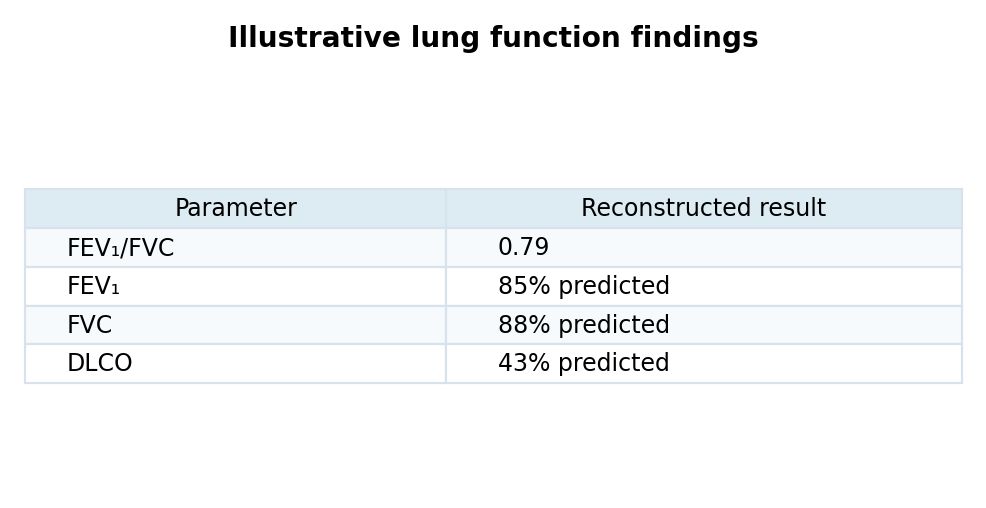 Illustrative lung function findings
Parameter Reconstructed result
FEV₁/FVC 0.79
FEV₁ 85% predicted
FVC 88% predicted
DLCO 43% predicted